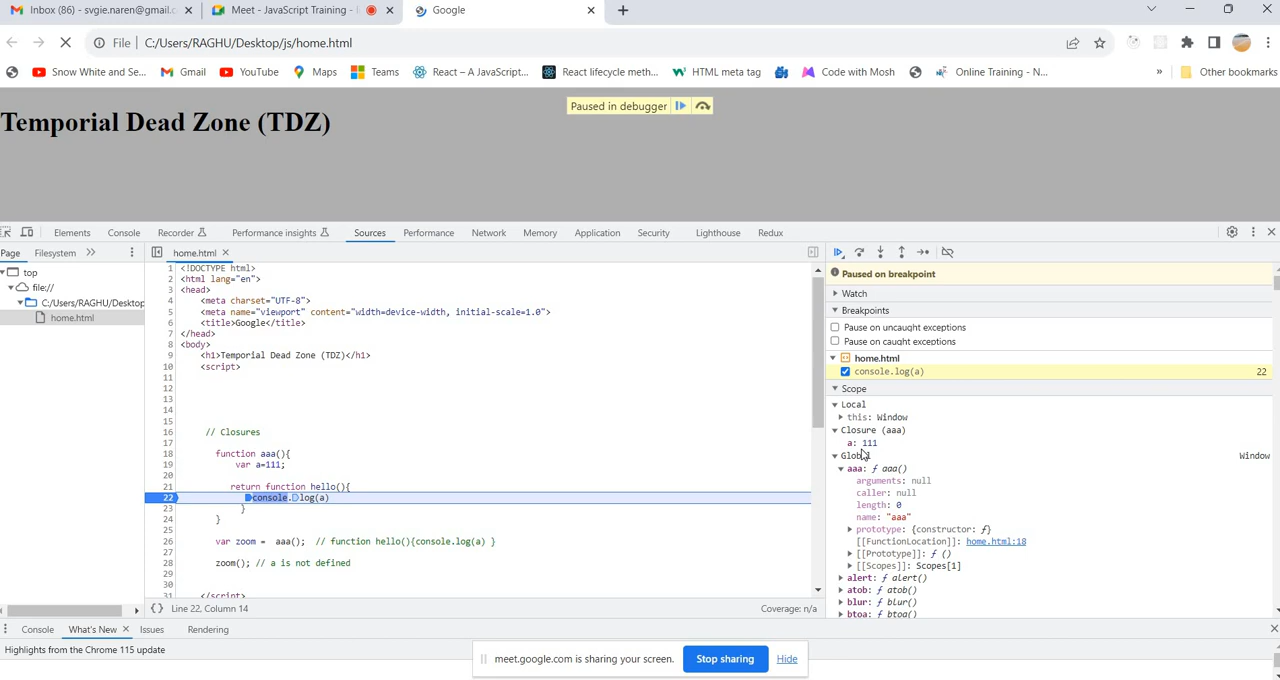 Inbox (86) - svgie.naren@gmail.c
Meet - JavaScript Training -
Google
File | C:/Users/RAGHU/Desktop/js/home.html
Snow White and Se...
Gmail
YouTube
Maps
Teams
React – A JavaScript...
React lifecycle meth...
HTML meta tag
Code with Mosh
Online Training - N...
»
Other bookmarks
Paused in debugger
Temporal Dead Zone (TDZ)
Elements
Console
Recorder
Performance insights
Sources
Performance
Network
Memory
Application
Security
Lighthouse
Redux
Page
Filesystem
»
home.html
top
file://
C:/Users/RAGHU/Desktop
home.html
1 <!DOCTYPE html>
2 <html lang="en">
3 <head>
4 <meta charset="UTF-8">
5 <meta name="viewport" content="width=device-width, initial-scale=1.0">
6 <title>Google</title>
7 </head>
8 <body>
9 <h1>Temporial Dead Zone (TDZ)</h1>
10 <script>
11
12
13
14
15
16 // Closures
17
18 function aaa(){
19 var a=111;
20
21 return function hello(){
22 console.log(a)
23 }
24 }
25
26 var zoom = aaa(); // function hello(){console.log(a) }
27
28 zoom(); // a is not defined
29
30
31 </script>
{} Line 22, Column 14
Coverage: n/a
Paused on breakpoint
Watch
Breakpoints
Pause on uncaught exceptions
Pause on caught exceptions
home.html
console.log(a) 22
Scope
Local
this: Window
Closure (aaa)
a: 111
Global Window
aaa: ƒ aaa()
arguments: null
caller: null
length: 0
name: "aaa"
prototype: {constructor: ƒ}
[[FunctionLocation]]: home.html:18
[[Prototype]]: ƒ ()
[[Scopes]]: Scopes[1]
alert: ƒ alert()
atob: ƒ atob()
blur: ƒ blur()
btoa: ƒ btoa()
Console
What's New
Issues
Rendering
Highlights from the Chrome 115 update
meet.google.com is sharing your screen.
Stop sharing
Hide